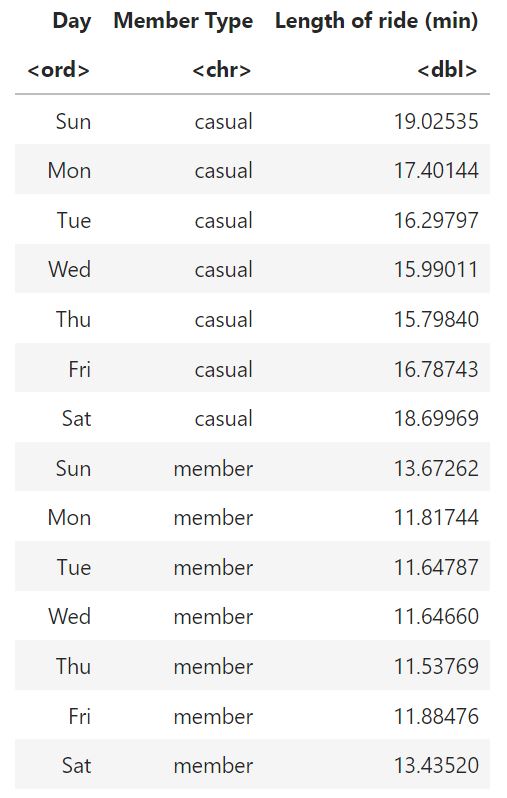 Day Member Type Length of ride (min)
<ord> <chr> <dbl>
Sun casual 19.02535
Mon casual 17.40144
Tue casual 16.29797
Wed casual 15.99011
Thu casual 15.79840
Fri casual 16.78743
Sat casual 18.69969
Sun member 13.67262
Mon member 11.81744
Tue member 11.64787
Wed member 11.64660
Thu member 11.53769
Fri member 11.88476
Sat member 13.43520